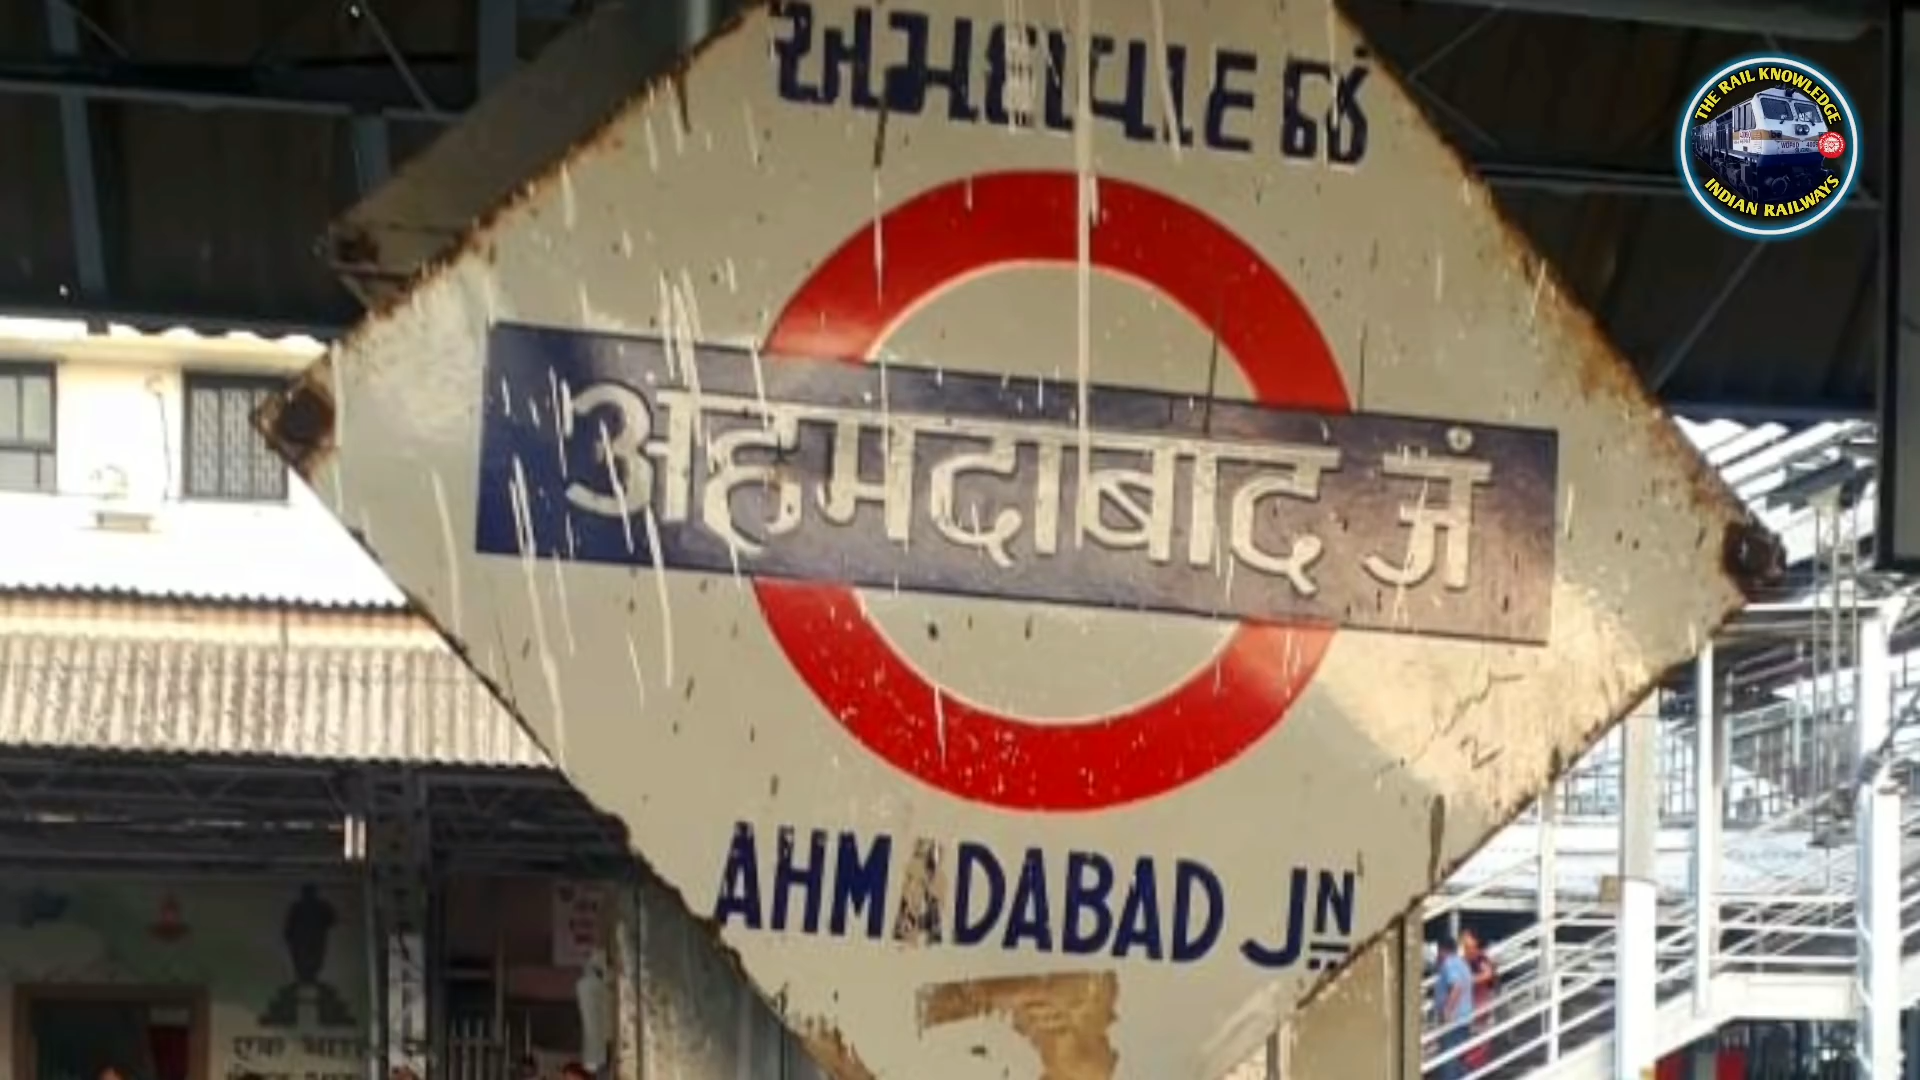 અમદાવાદ જં
अहमदाबाद जं
AHMADABAD JN
THE RAIL KNOWLEDGE
INDIAN RAILWAYS